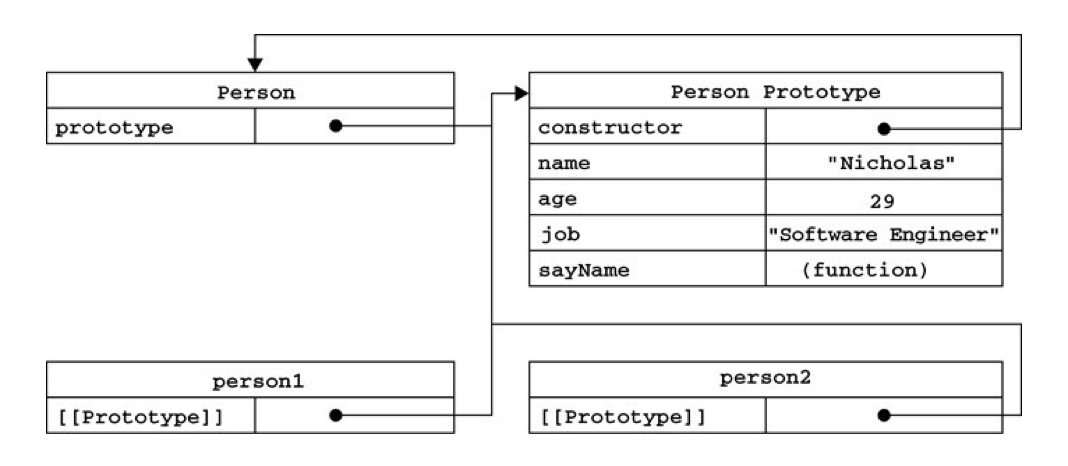 Person
prototype
Person Prototype
constructor
name "Nicholas"
age 29
job "Software Engineer"
sayName (function)
person1
[[Prototype]]
person2
[[Prototype]]